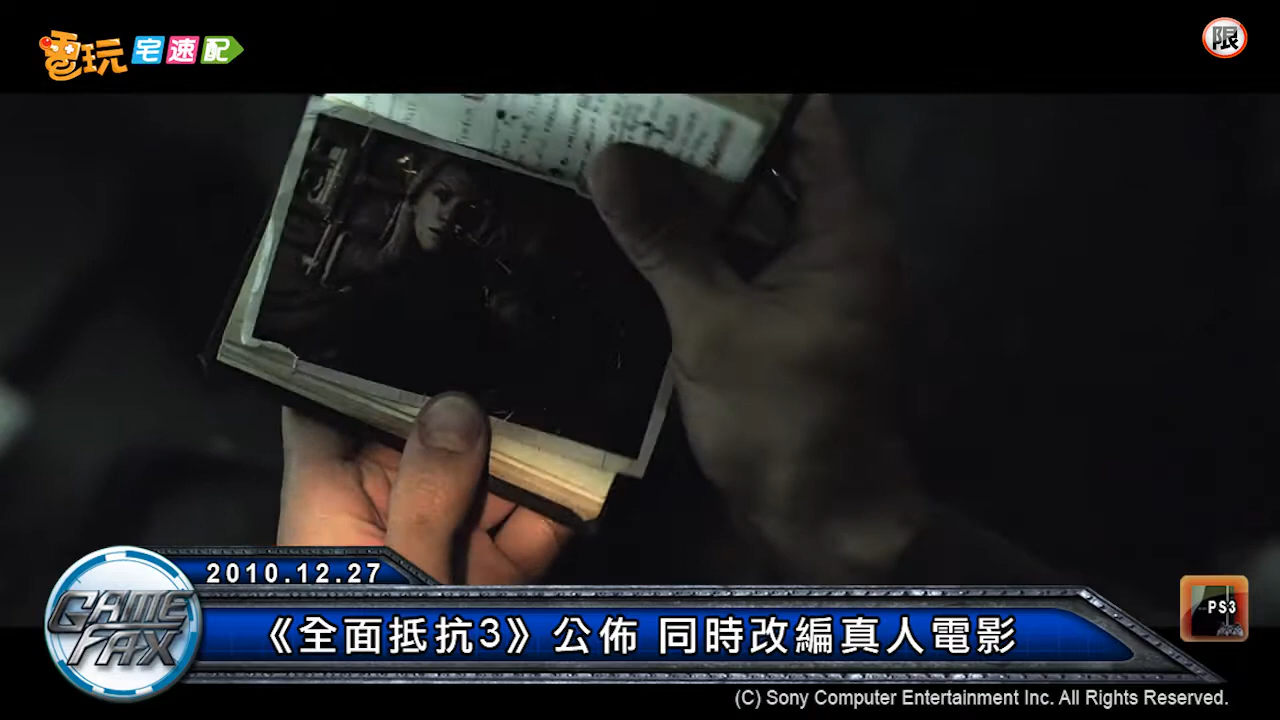 電玩宅速配
限
2010.12.27
GAME FAX
《全面抵抗3》公佈 同時改編真人電影
PS3
(C) Sony Computer Entertainment Inc. All Rights Reserved.